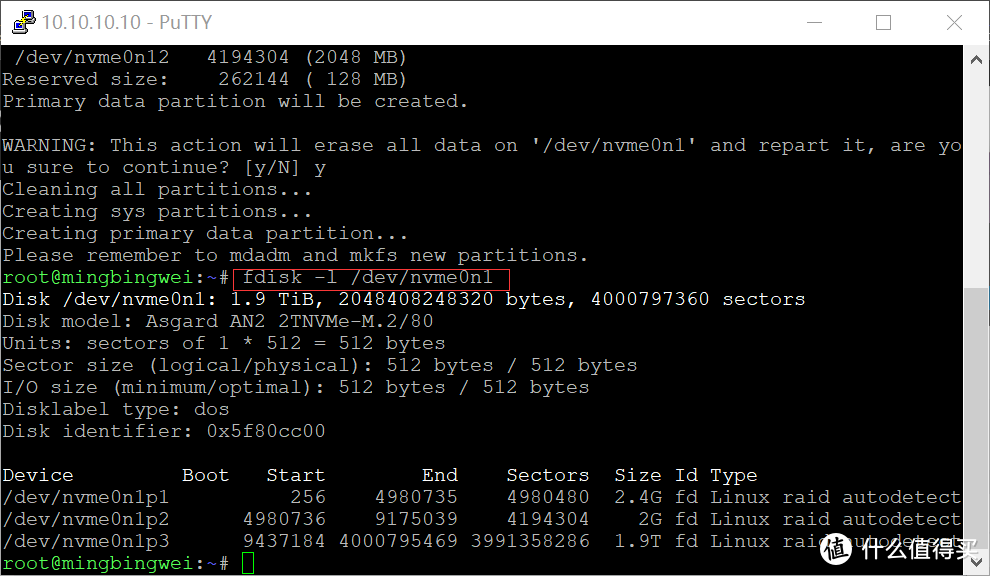 10.10.10.10 - PuTTY
/dev/nvme0n12   4194304 (2048 MB)
Reserved size:    262144 ( 128 MB)
Primary data partition will be created.
WARNING: This action will erase all data on '/dev/nvme0n1' and repart it, are yo
u sure to continue? [y/N] y
Cleaning all partitions...
Creating sys partitions...
Creating primary data partition...
Please remember to mdadm and mkfs new partitions.
root@mingbingwei:~# fdisk -l /dev/nvme0n1
Disk /dev/nvme0n1: 1.9 TiB, 2048408248320 bytes, 4000797360 sectors
Disk model: Asgard AN2 2TNVMe-M.2/80
Units: sectors of 1 * 512 = 512 bytes
Sector size (logical/physical): 512 bytes / 512 bytes
I/O size (minimum/optimal): 512 bytes / 512 bytes
Disklabel type: dos
Disk identifier: 0x5f80cc00
Device         Boot   Start        End    Sectors  Size Id Type
/dev/nvme0n1p1          256    4980735    4980480  2.4G fd Linux raid autodetect
/dev/nvme0n1p2      4980736    9175039    4194304    2G fd Linux raid autodetect
/dev/nvme0n1p3      9437184 4000795469 3991358286  1.9T fd Linux raid autodetect
root@mingbingwei:~#
值 什么值得买